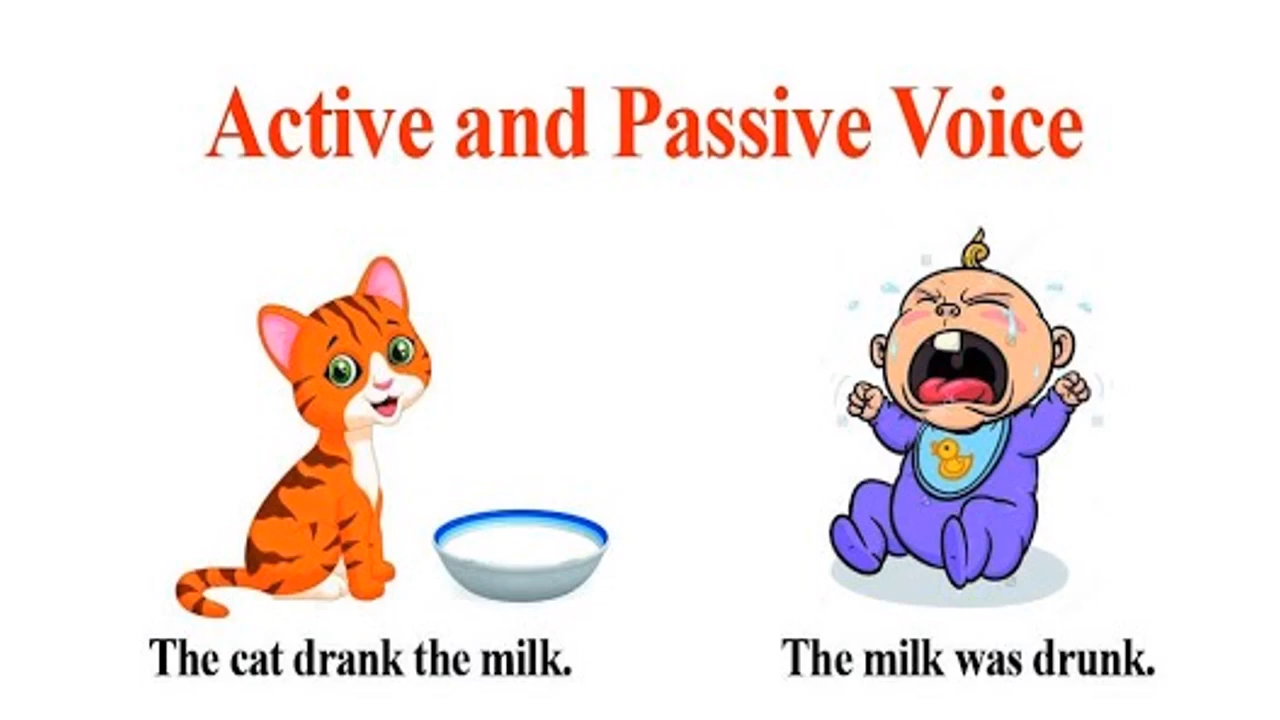 Active and Passive Voice
The cat drank the milk.
The milk was drunk.